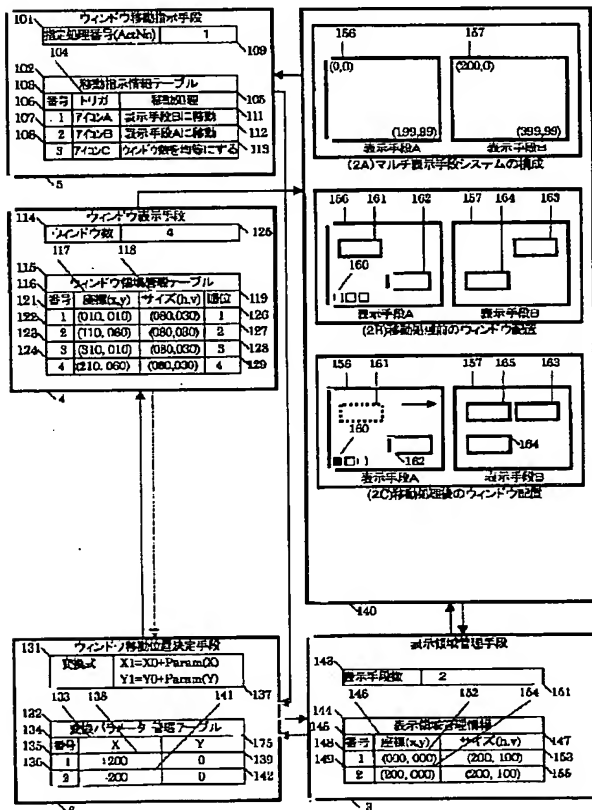 101
ウィンドウ移動指示手段
指定処理番号(ActNo) 1
109
104
102
103
移動指示情報テーブル
番号 トリガ 移動処理
105
106
107
108
1 アイコンA 表示手段Bに移動
111
2 アイコンB 表示手段Aに移動
112
3 アイコンC ウィンドウ数を均等にする
113
5
114
ウィンドウ表示手段
ウィンドウ数 4
125
117 118
115
116
ウィンドウ領域管理テーブル
番号 座標(x,y) サイズ(h,v) 順位
119
121
122 1 (010, 010) (080,030) 1 126
123 2 (110, 060) (080,030) 2 127
124 3 (310, 010) (080,030) 3 128
4 (210, 060) (080,030) 4 129
4
156 157
(0,0) (200,0)
(199,99) (399,99)
表示手段A 表示手段B
(2A)マルチ表示手段システムの構成
156 161 162 157 164 163
160
表示手段A 表示手段B
(2B)移動処理前のウィンドウ配置
156 161 157 165 163
160
162
164
表示手段A 表示手段B
(2C)移動処理後のウィンドウ配置
140
131
ウィンドウ移動位置決定手段
変換式 X1=X0+Param(X)
Y1=Y0+Param(Y)
137
133 138 141
132
134
変換パラメータ管理テーブル
175
135
番号 X Y
136
1 +200 0 139
2 -200 0 142
表示領域管理手段
143
表示手段数 2
151
146 152 154
144
145
表示領域管理情報
147
148
番号 座標(x,y) サイズ(h,v)
149
1 (000, 000) (200, 100) 153
2 (200, 000) (200, 100) 155
3